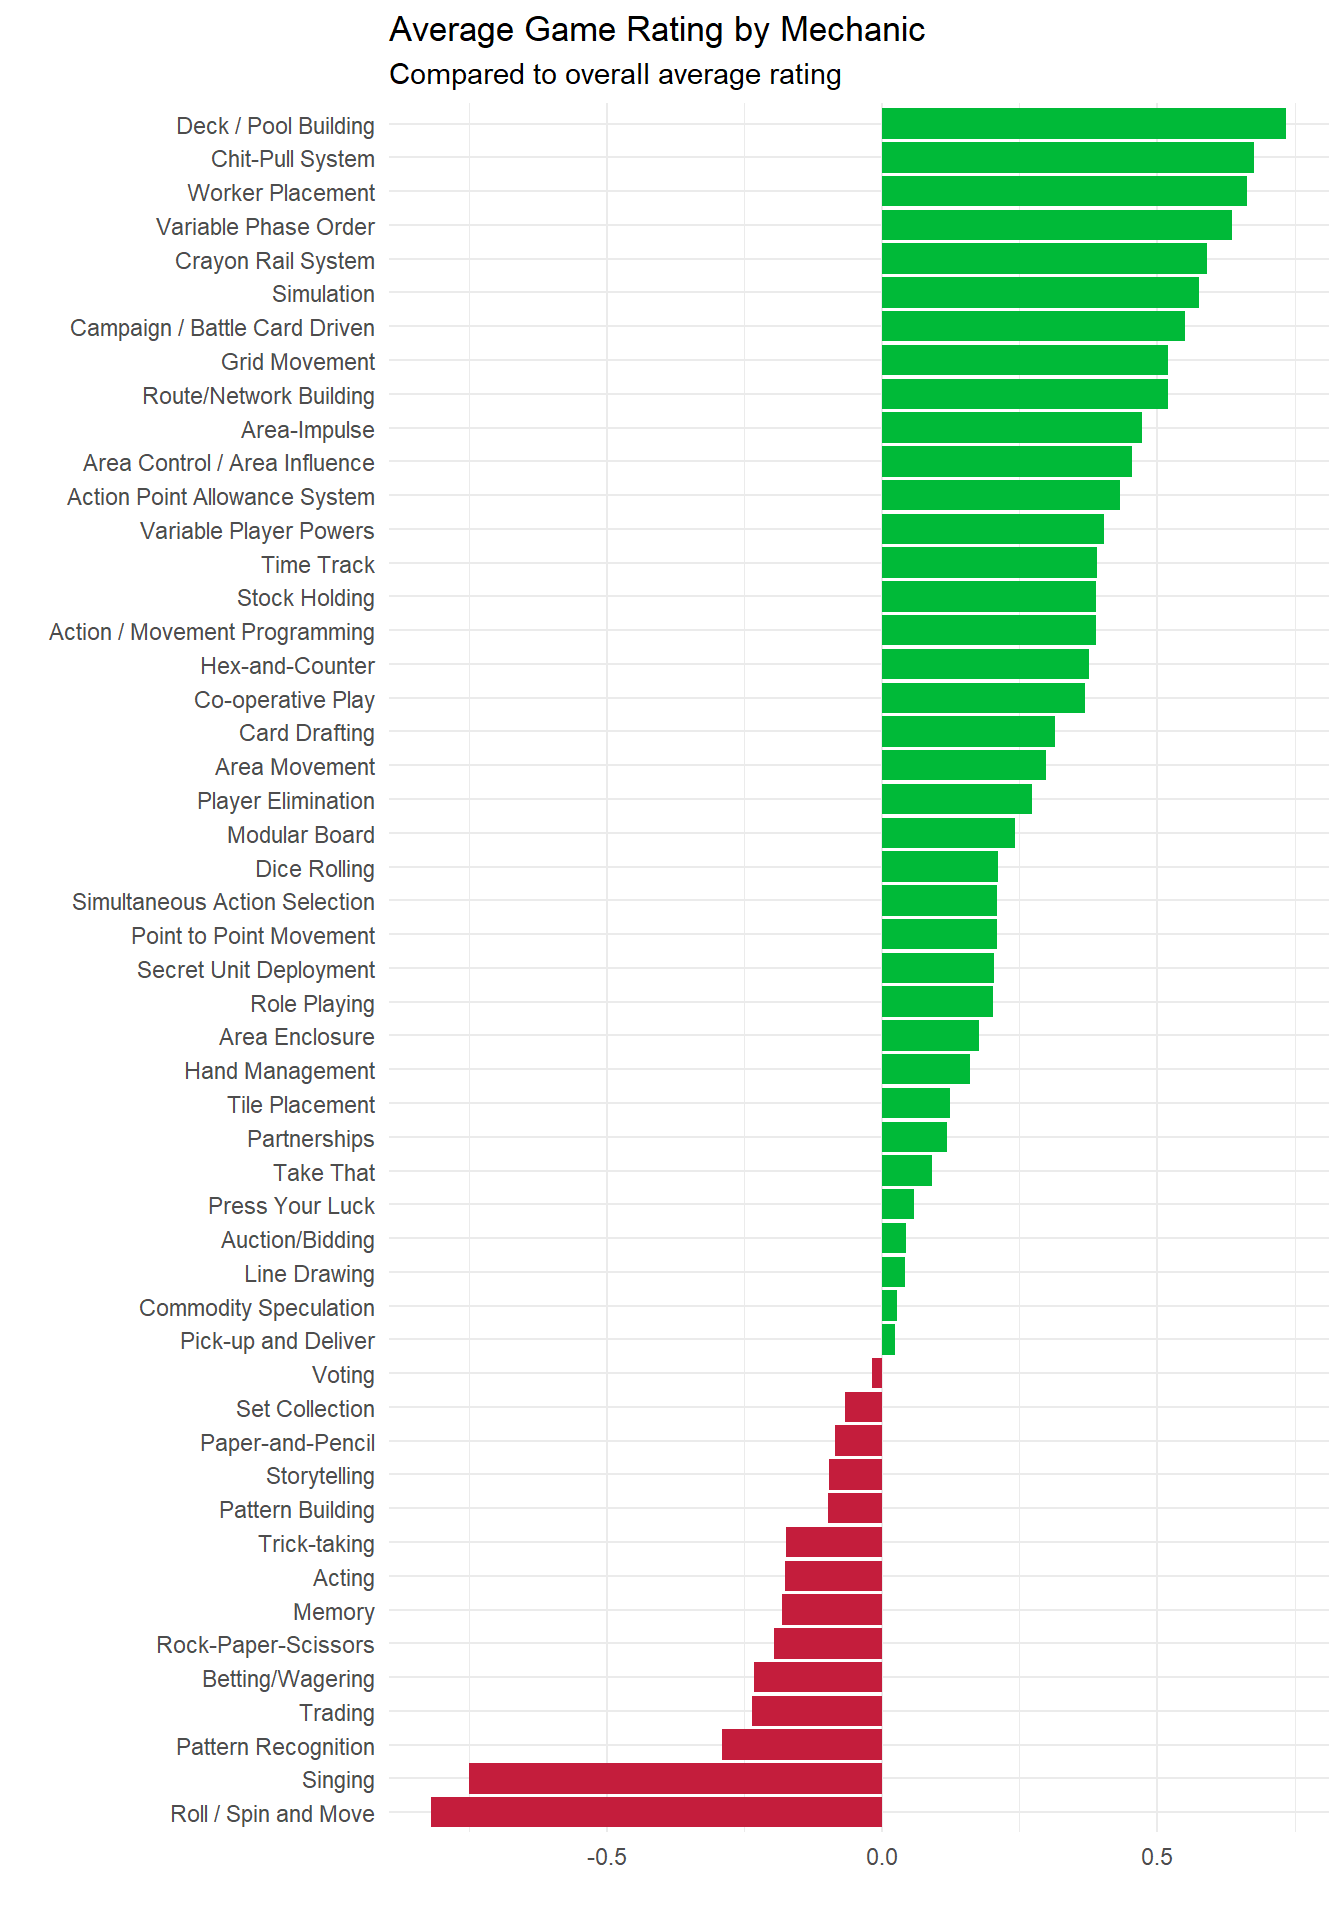 Average Game Rating by Mechanic
Compared to overall average rating
Deck / Pool Building
Chit-Pull System
Worker Placement
Variable Phase Order
Crayon Rail System
Simulation
Campaign / Battle Card Driven
Grid Movement
Route/Network Building
Area-Impulse
Area Control / Area Influence
Action Point Allowance System
Variable Player Powers
Time Track
Stock Holding
Action / Movement Programming
Hex-and-Counter
Co-operative Play
Card Drafting
Area Movement
Player Elimination
Modular Board
Dice Rolling
Simultaneous Action Selection
Point to Point Movement
Secret Unit Deployment
Role Playing
Area Enclosure
Hand Management
Tile Placement
Partnerships
Take That
Press Your Luck
Auction/Bidding
Line Drawing
Commodity Speculation
Pick-up and Deliver
Voting
Set Collection
Paper-and-Pencil
Storytelling
Pattern Building
Trick-taking
Acting
Memory
Rock-Paper-Scissors
Betting/Wagering
Trading
Pattern Recognition
Singing
Roll / Spin and Move
-0.5 0.0 0.5